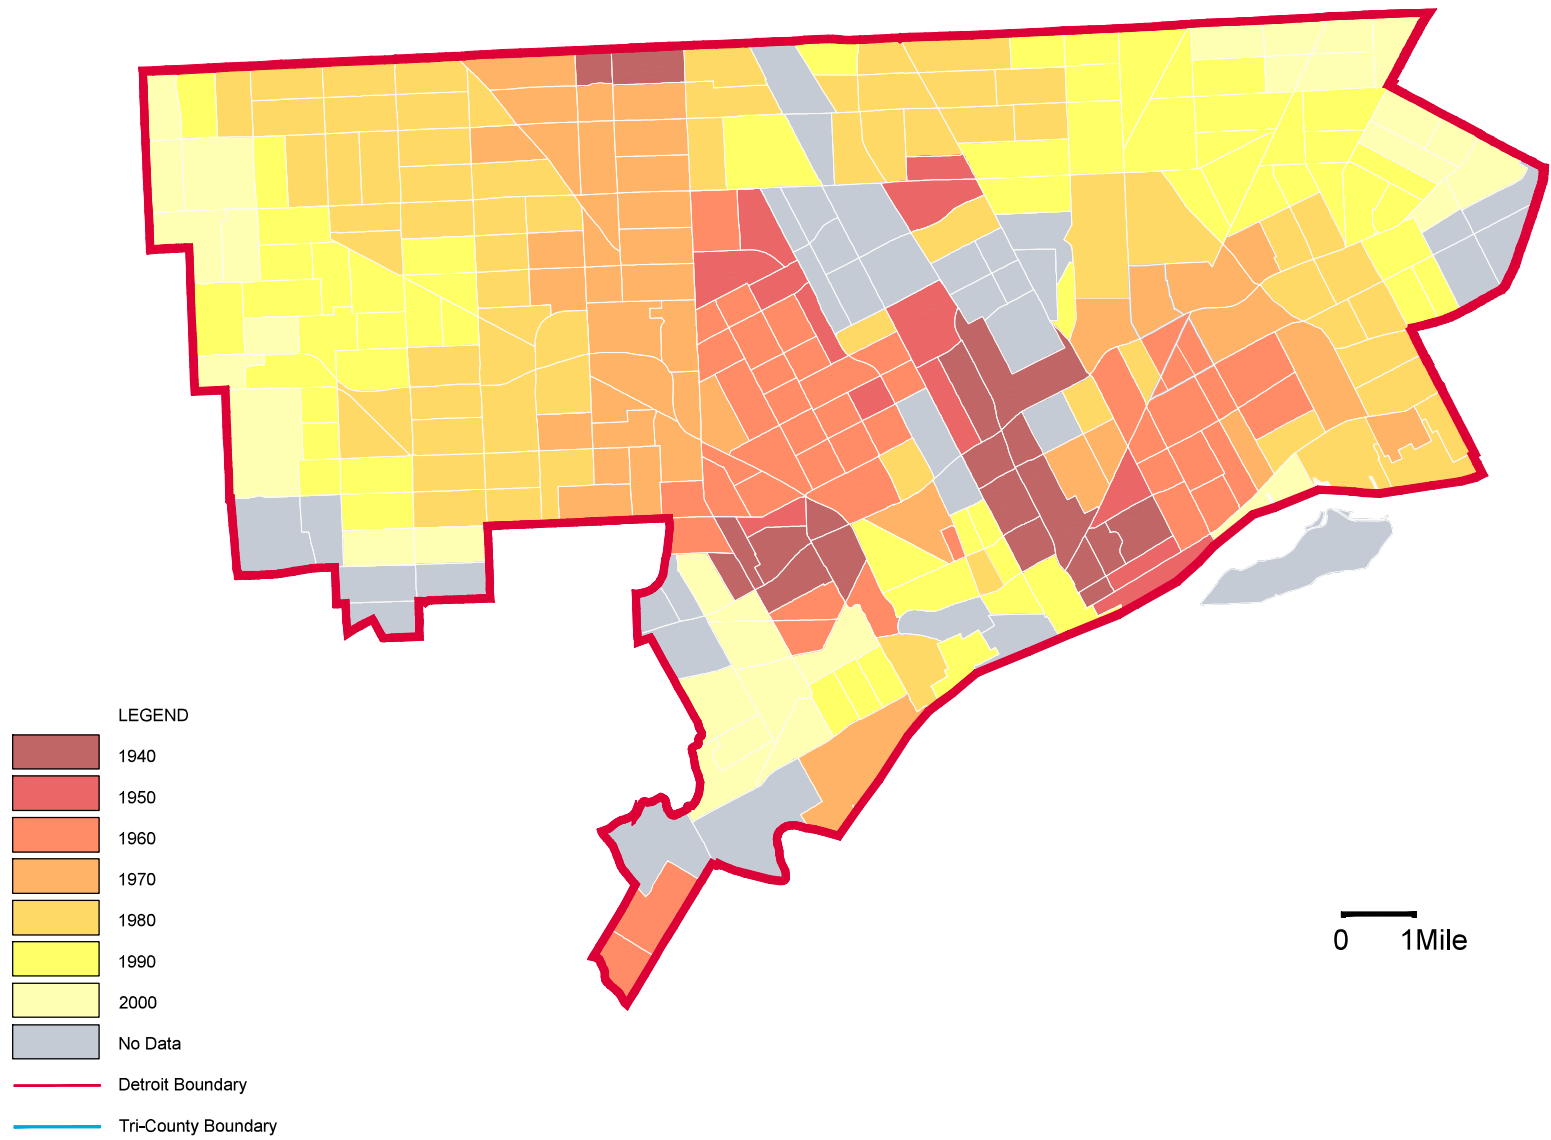 LEGEND
1940
1950
1960
1970
1980
1990
2000
No Data
Detroit Boundary
Tri-County Boundary
0 1Mile